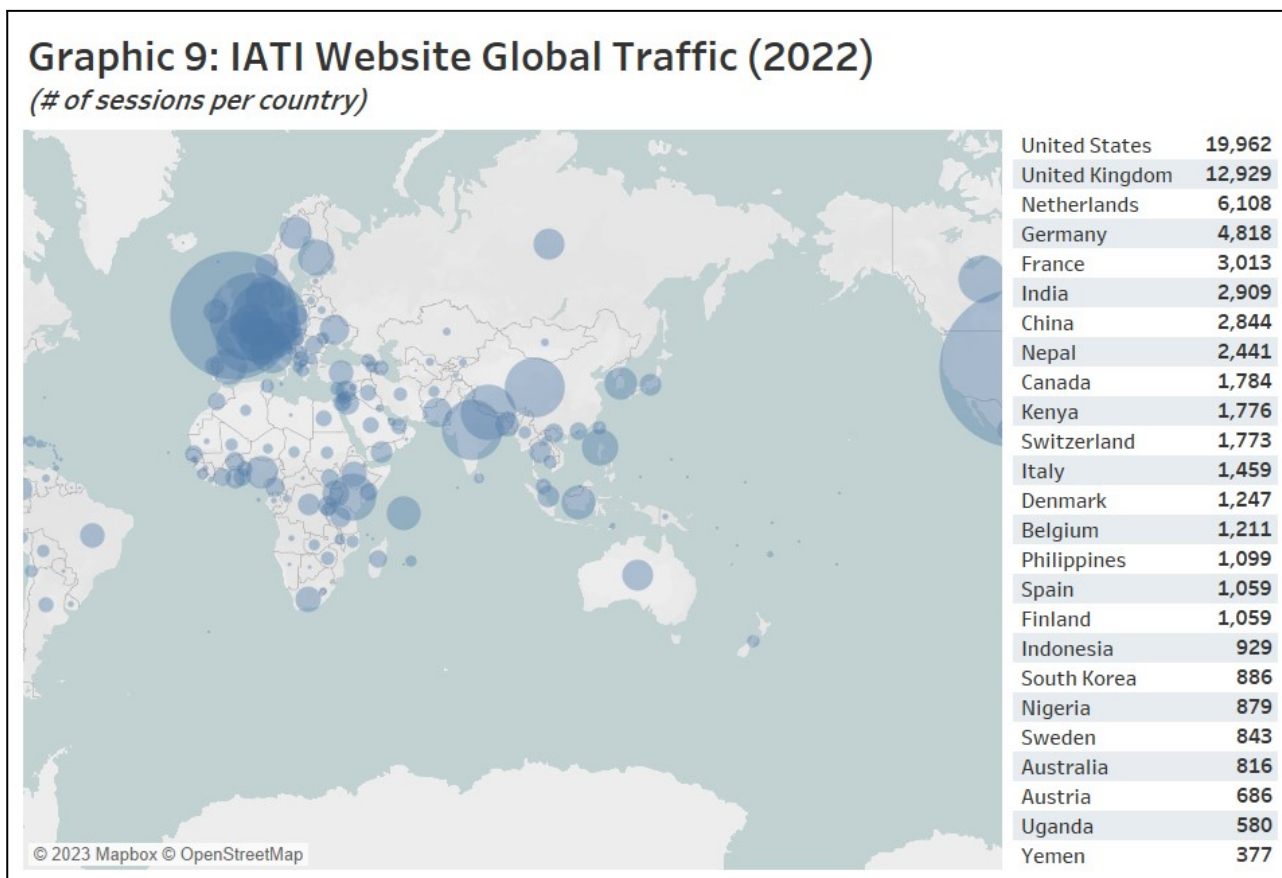 Graphic 9: IATI Website Global Traffic (2022)
(# of sessions per country)
United States 19,962
United Kingdom 12,929
Netherlands 6,108
Germany 4,818
France 3,013
India 2,909
China 2,844
Nepal 2,441
Canada 1,784
Kenya 1,776
Switzerland 1,773
Italy 1,459
Denmark 1,247
Belgium 1,211
Philippines 1,099
Spain 1,059
Finland 1,059
Indonesia 929
South Korea 886
Nigeria 879
Sweden 843
Australia 816
Austria 686
Uganda 580
Yemen 377
© 2023 Mapbox © OpenStreetMap